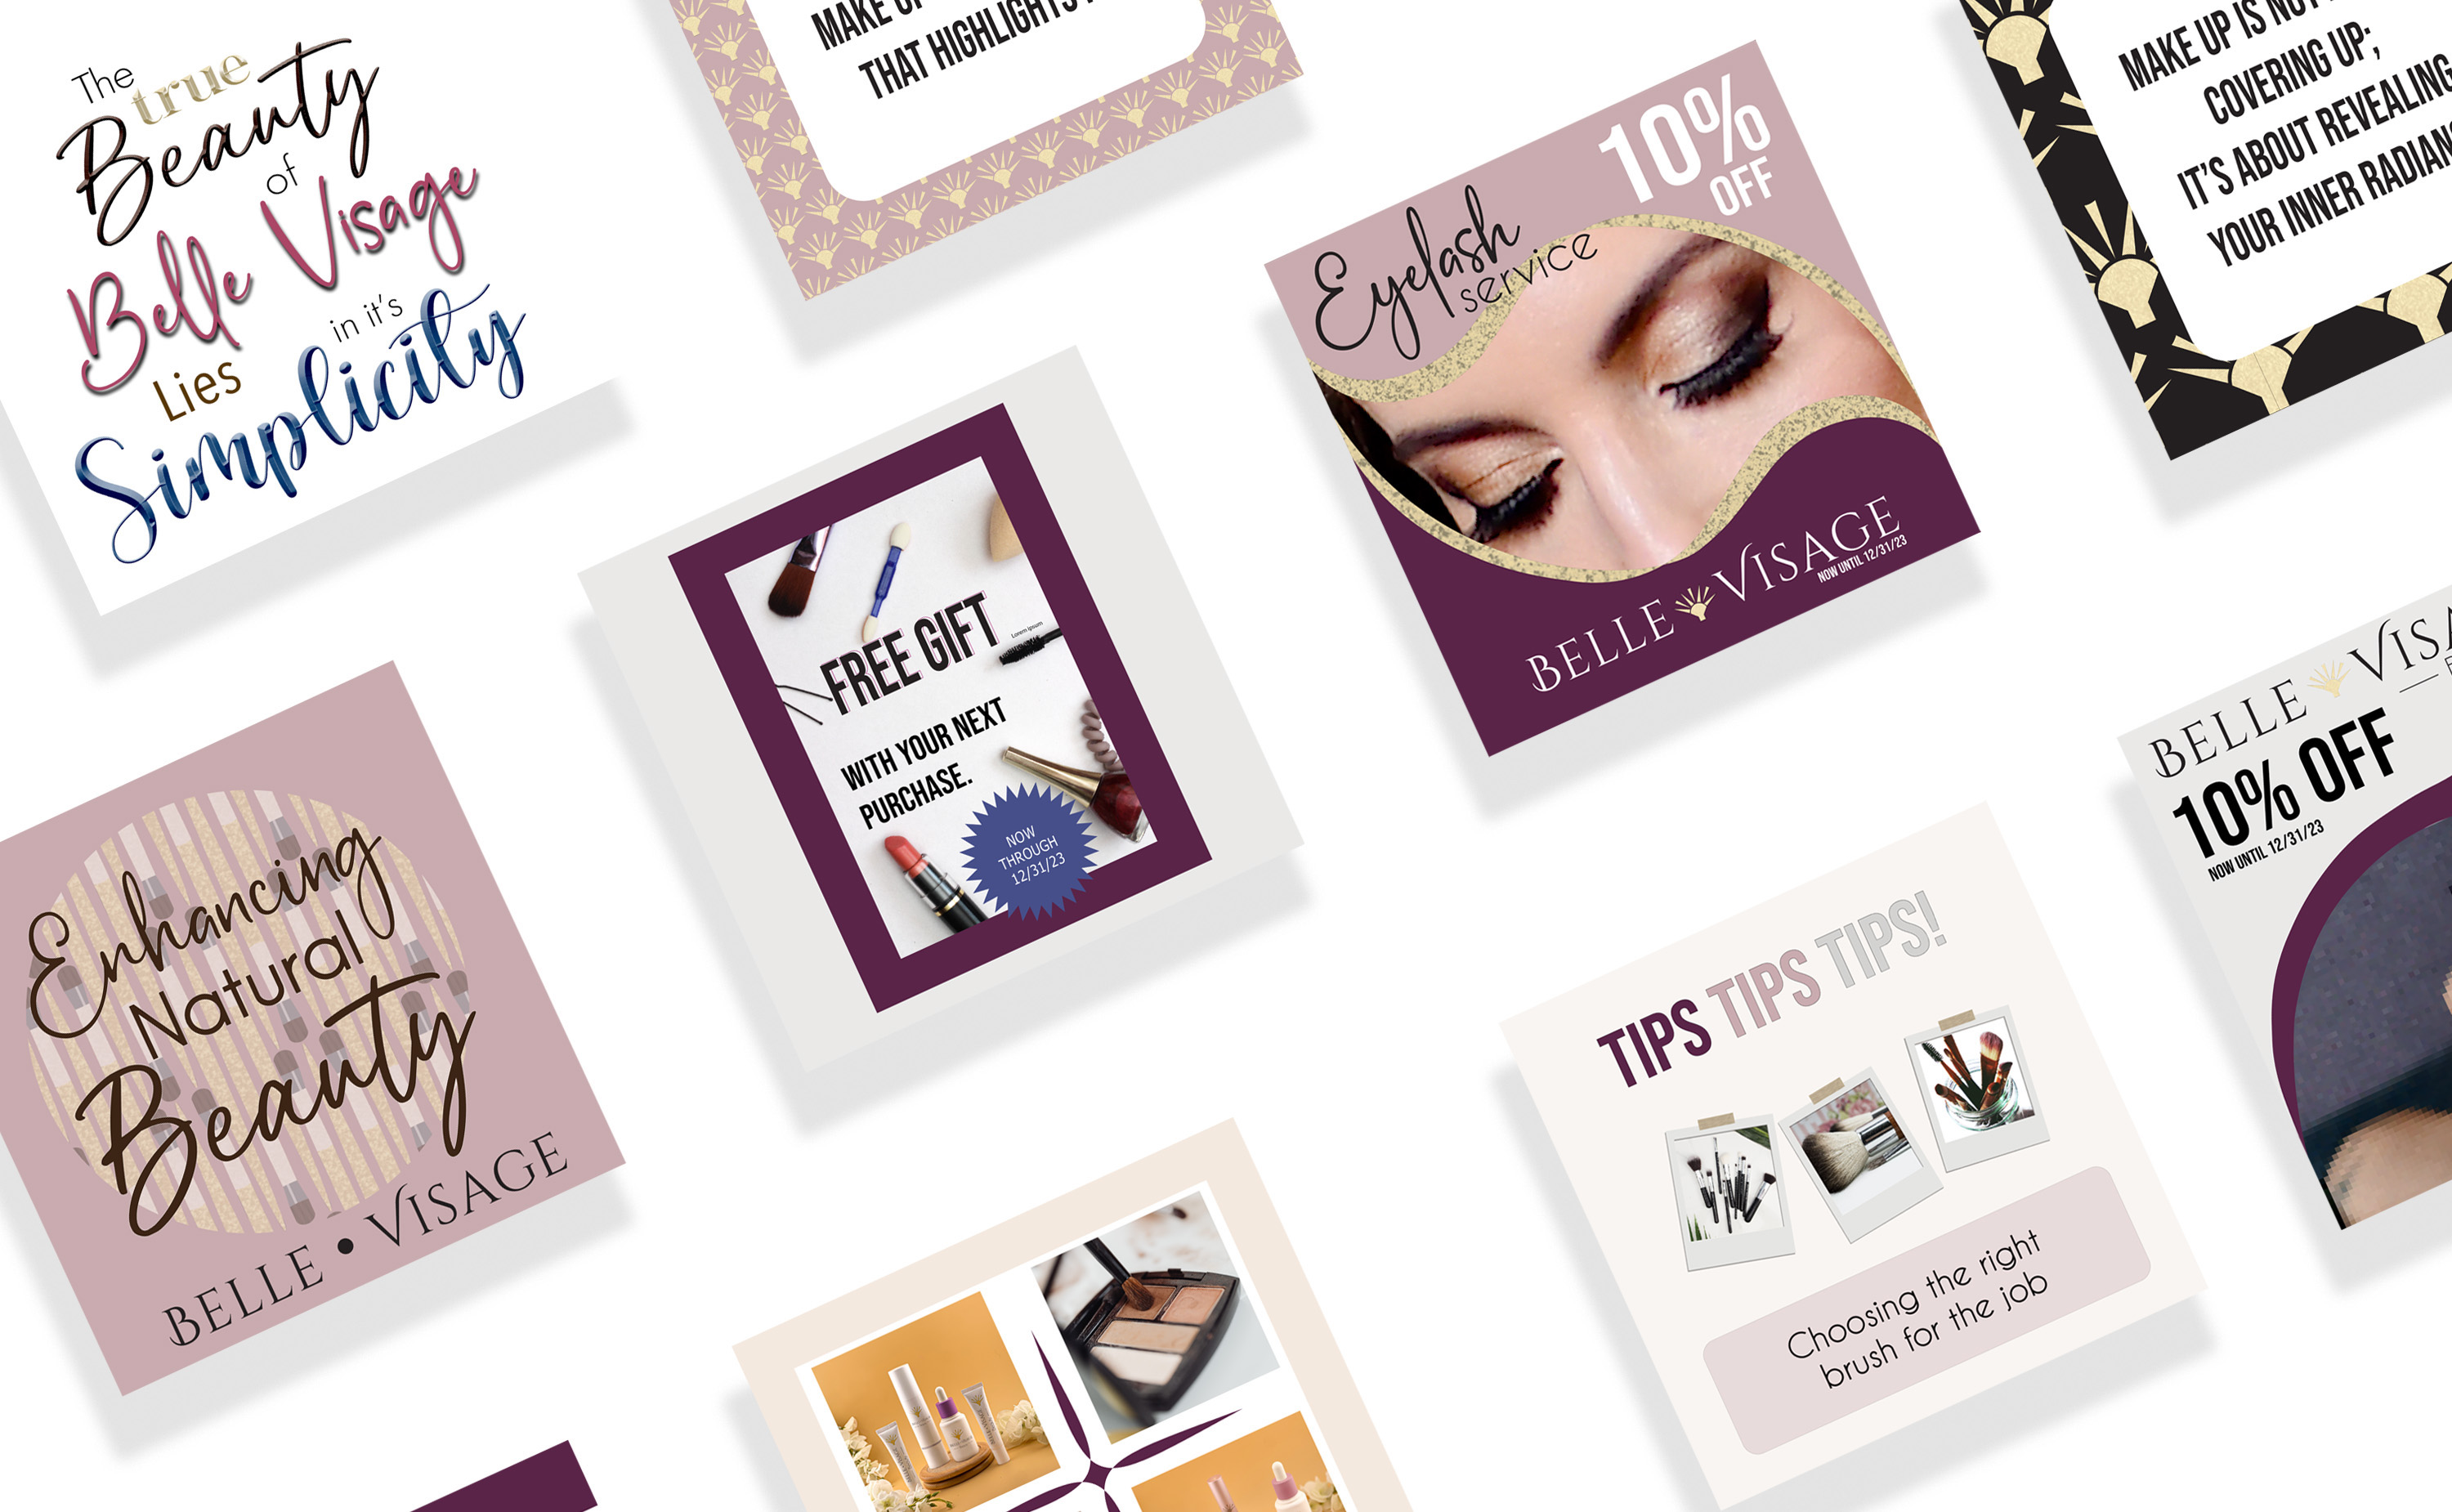 The true
Beauty
of
Belle Visage
Lies in it's
Simplicity
MAKE
THAT HIGHLIGHTS
10%
OFF
Eyelash
service
BELLE VISAGE
NOW UNTIL 12/31/23
MAKE UP IS
COVERING UP;
IT'S ABOUT REVEALING
YOUR INNER
FREE GIFT
Lorem Ipsum
WITH YOUR NEXT
PURCHASE.
NOW
THROUGH
12/31/23
Enhancing
Natural
Beauty
BELLE • VISAGE
BELLE
10% OFF
NOW UNTIL 12/31/23
TIPS TIPS TIPS!
Choosing the right
brush for the job